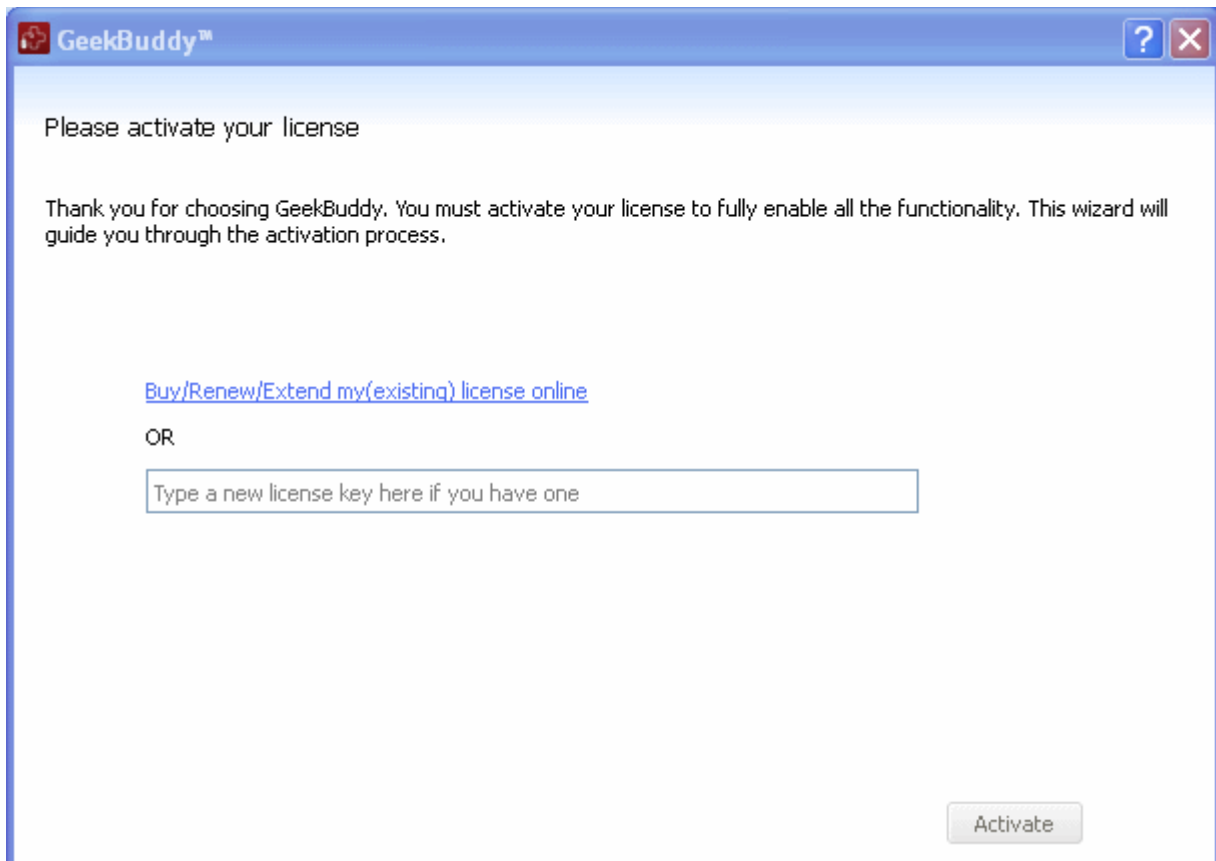 GeekBuddy™
?
Please activate your license
Thank you for choosing GeekBuddy. You must activate your license to fully enable all the functionality. This wizard will
guide you through the activation process.
Buy/Renew/Extend my(existing) license online
OR
Type a new license key here if you have one
Activate